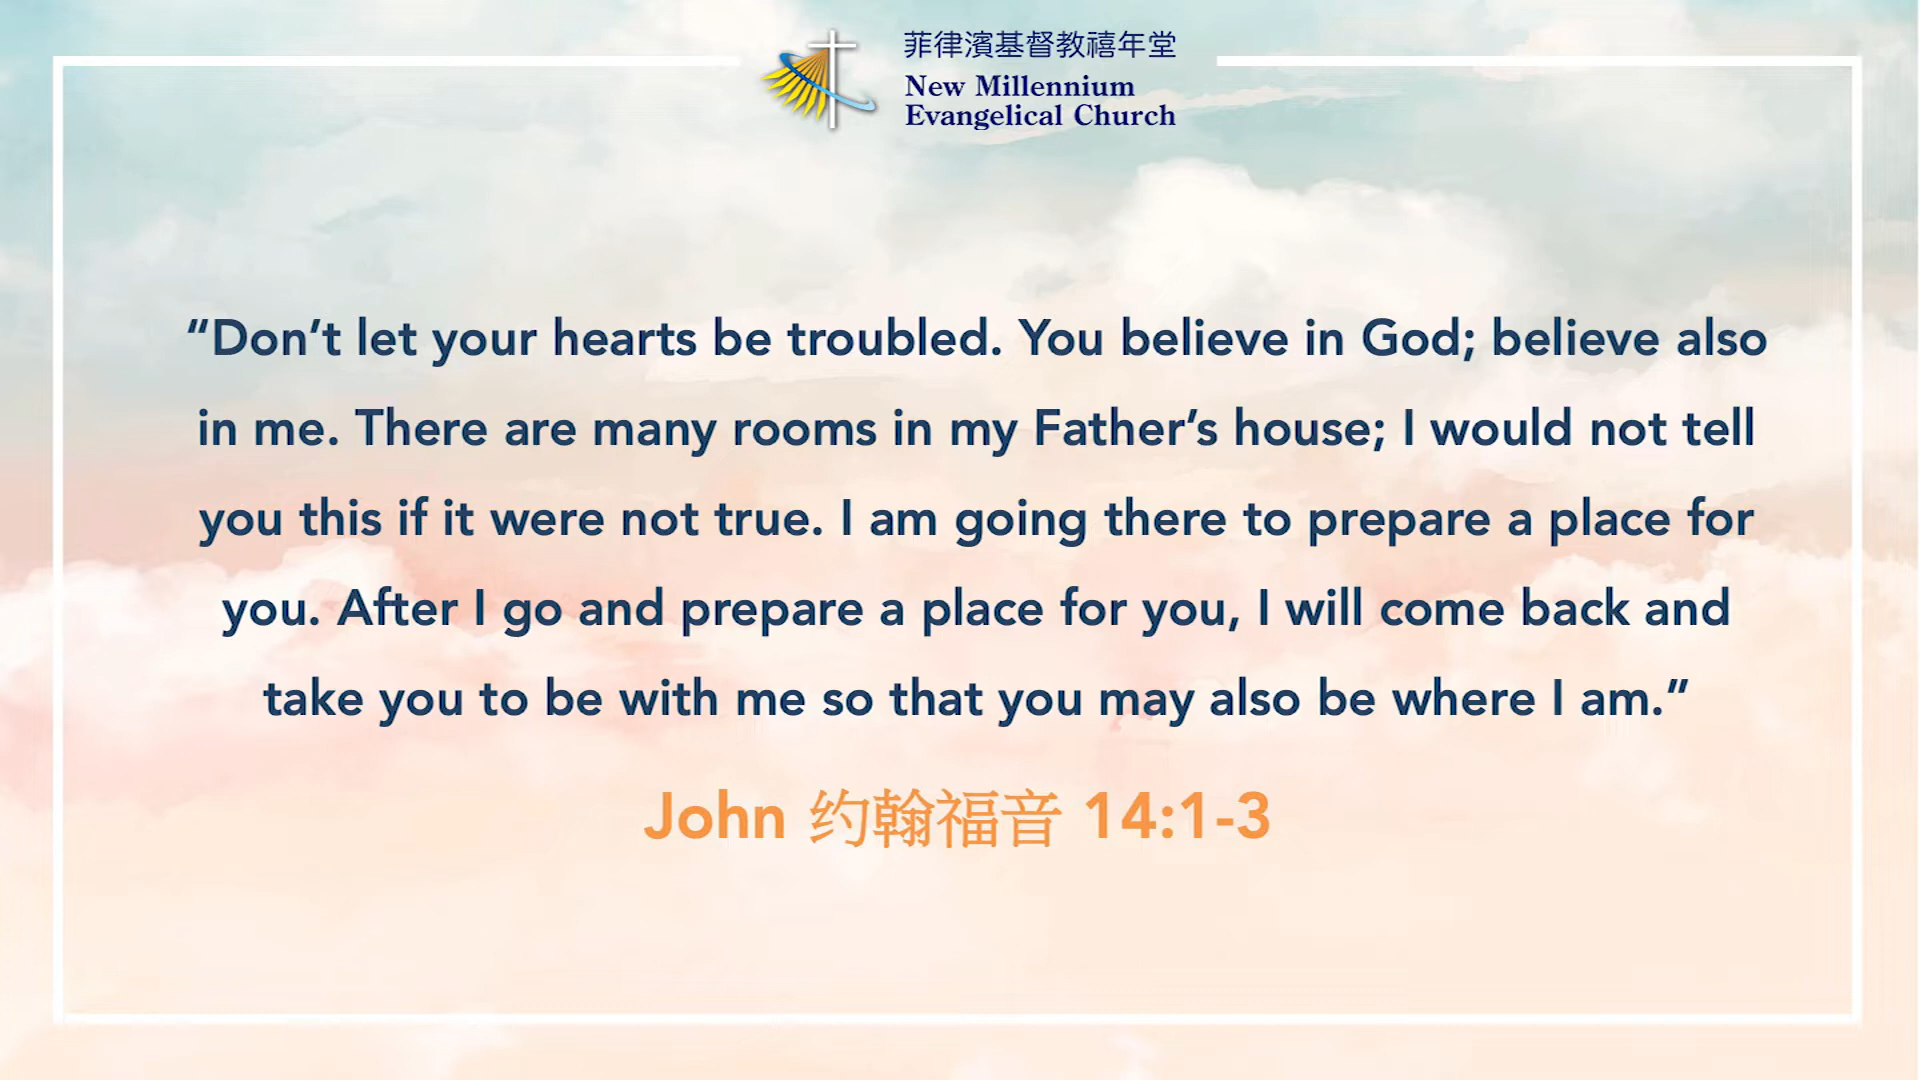 菲律濱基督教禧年堂
New Millennium
Evangelical Church
“Don’t let your hearts be troubled. You believe in God; believe also
in me. There are many rooms in my Father’s house; I would not tell
you this if it were not true. I am going there to prepare a place for
you. After I go and prepare a place for you, I will come back and
take you to be with me so that you may also be where I am.”
John 约翰福音 14:1-3